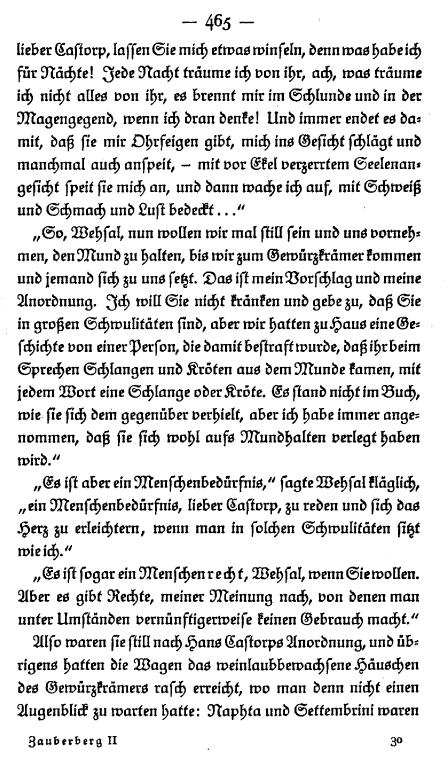 — 465 —
lieber Castorp, lassen Sie mich etwas winseln, denn was habe ich
für Nächte! Jede Nacht träume ich von ihr, ach, was träume
ich nicht alles von ihr, es brennt mir im Schlunde und in der
Magengegend, wenn ich dran denke! Und immer endet es da-
mit, daß sie mir Ohrfeigen gibt, mich ins Gesicht schlägt und
manchmal auch anspeit, – mit vor Ekel verzerrtem Seelenan-
gesicht speit sie mich an, und dann wache ich auf, mit Schweiß
und Schmach und Lust bedeckt ...“
„So, Wehsal, nun wollen wir mal still sein und uns vorneh-
men, den Mund zu halten, bis wir zum Gewürzkrämer kommen
und jemand sich zu uns setzt. Das ist mein Vorschlag und meine
Anordnung. Ich will Sie nicht kränken und gebe zu, daß Sie
in großen Schwulitäten sind, aber wir hatten zu Haus eine Ge-
schichte von einer Person, die damit bestraft wurde, daß ihr beim
Sprechen Schlangen und Kröten aus dem Munde kamen, mit
jedem Wort eine Schlange oder Kröte. Es stand nicht im Buch,
wie sie sich dem gegenüber verhielt, aber ich habe immer ange-
nommen, daß sie sich wohl aufs Mundhalten verlegt haben
wird.“
„Es ist aber ein Menschenbedürfnis,“ sagte Wehsal kläglich,
„ein Menschenbedürfnis, lieber Castorp, zu reden und sich das
Herz zu erleichtern, wenn man in solchen Schwulitäten sitzt
wie ich.“
„Es ist sogar ein Menschenrecht, Wehsal, wenn Sie wollen.
Aber es gibt Rechte, meiner Meinung nach, von denen man
unter Umständen vernünftigerweise keinen Gebrauch macht.“
Also waren sie still nach Hans Castorps Anordnung, und üb-
rigens hatten die Wagen das weinlaubbewachsene Häuschen
des Gewürzkrämers rasch erreicht, wo man denn nicht einen
Augenblick zu warten hatte: Naphta und Settembrini waren
Zauberberg II 30